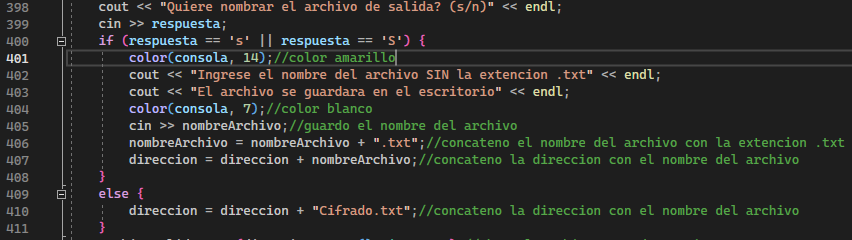 398 cout << "Quiere nombrar el archivo de salida? (s/n)" << endl;
399 cin >> respuesta;
400 if (respuesta == 's' || respuesta == 'S') {
401 color(consola, 14);//color amarillo
402 cout << "Ingrese el nombre del archivo SIN la extencion .txt" << endl;
403 cout << "El archivo se guardara en el escritorio" << endl;
404 color(consola, 7);//color blanco
405 cin >> nombreArchivo;//guardo el nombre del archivo
406 nombreArchivo = nombreArchivo + ".txt";//concateno el nombre del archivo con la extencion .txt
407 direccion = direccion + nombreArchivo;//concateno la direccion con el nombre del archivo
408 }
409 else {
410 direccion = direccion + "Cifrado.txt";//concateno la direccion con el nombre del archivo
411 }